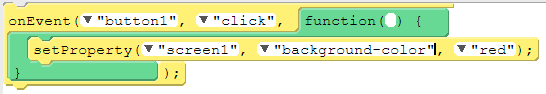 onEvent(▼"button1", ▼"click", function() {
setProperty(▼"screen1", ▼"background-color", ▼"red");
} );